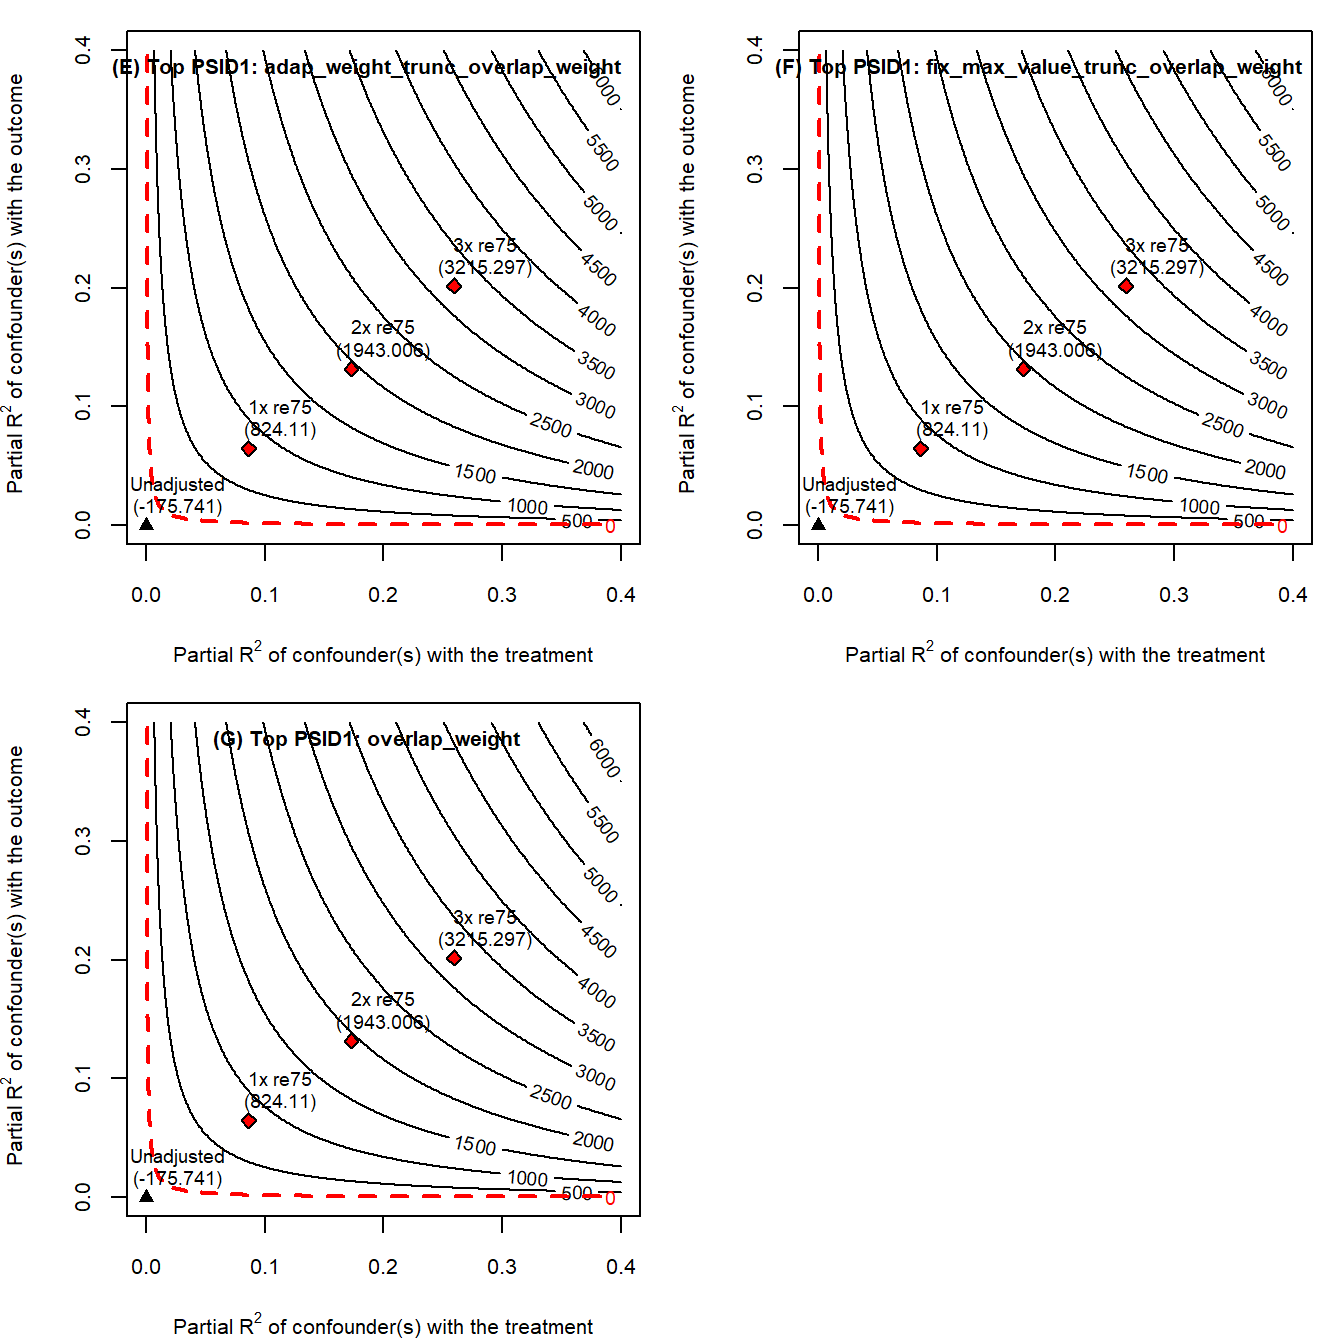 (E) Top PSID1: adap_weight_trunc_overlap_weight
Partial R2 of confounder(s) with the outcome
0.4
0.3
0.2
0.1
0.0
6000
5500
5000
4500
4000
3500
3000
2500
2000
1500
1000
500
0
3x re75
(3215.297)
2x re75
(1943.006)
1x re75
(824.11)
Unadjusted
(-175.741)
0.0 0.1 0.2 0.3 0.4
Partial R2 of confounder(s) with the treatment
(F) Top PSID1: fix_max_value_trunc_overlap_weight
Partial R2 of confounder(s) with the outcome
0.4
0.3
0.2
0.1
0.0
6000
5500
5000
4500
4000
3500
3000
2500
2000
1500
1000
500
0
3x re75
(3215.297)
2x re75
(1943.006)
1x re75
(824.11)
Unadjusted
(-175.741)
0.0 0.1 0.2 0.3 0.4
Partial R2 of confounder(s) with the treatment
(G) Top PSID1: overlap_weight
Partial R2 of confounder(s) with the outcome
0.4
0.3
0.2
0.1
0.0
6000
5500
5000
4500
4000
3500
3000
2500
2000
1500
1000
500
0
3x re75
(3215.297)
2x re75
(1943.006)
1x re75
(824.11)
Unadjusted
(-175.741)
0.0 0.1 0.2 0.3 0.4
Partial R2 of confounder(s) with the treatment